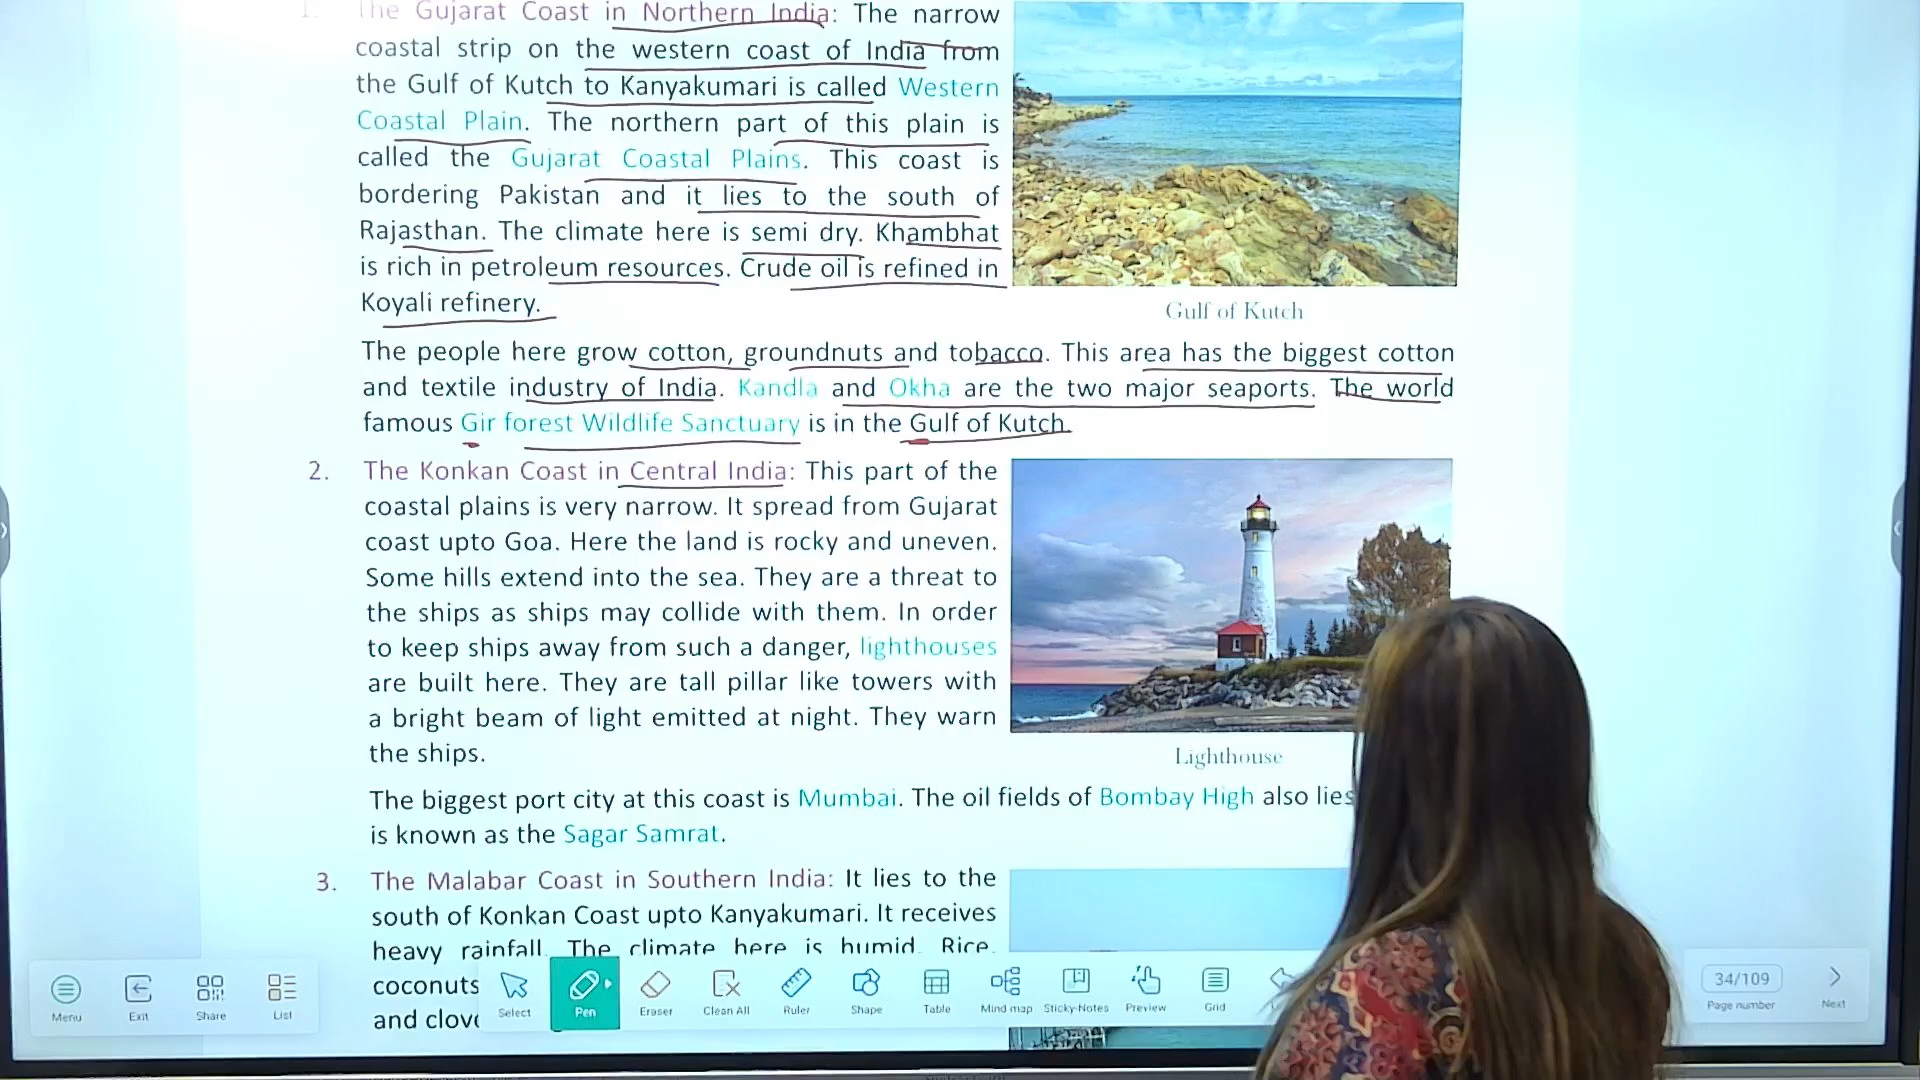 1. The Gujarat Coast in Northern India: The narrow
coastal strip on the western coast of India from
the Gulf of Kutch to Kanyakumari is called Western
Coastal Plain. The northern part of this plain is
called the Gujarat Coastal Plains. This coast is
bordering Pakistan and it lies to the south of
Rajasthan. The climate here is semi dry. Khambhat
is rich in petroleum resources. Crude oil is refined in
Koyali refinery.
Gulf of Kutch
The people here grow cotton, groundnuts and tobacco. This area has the biggest cotton
and textile industry of India. Kandla and Okha are the two major seaports. The world
famous Gir forest Wildlife Sanctuary is in the Gulf of Kutch.
2. The Konkan Coast in Central India: This part of the
coastal plains is very narrow. It spread from Gujarat
coast upto Goa. Here the land is rocky and uneven.
Some hills extend into the sea. They are a threat to
the ships as ships may collide with them. In order
to keep ships away from such a danger, lighthouses
are built here. They are tall pillar like towers with
a bright beam of light emitted at night. They warn
the ships.
Lighthouse
The biggest port city at this coast is Mumbai. The oil fields of Bombay High also lies
is known as the Sagar Samrat.
3. The Malabar Coast in Southern India: It lies to the
south of Konkan Coast upto Kanyakumari. It receives
heavy rainfall. The climate here is humid. Rice,
coconuts
and
Menu Exit Share List Select Pen Eraser Clean All Ruler Shape Table Mind map Sticky-Notes Preview Grid
34/109
Page number
Next